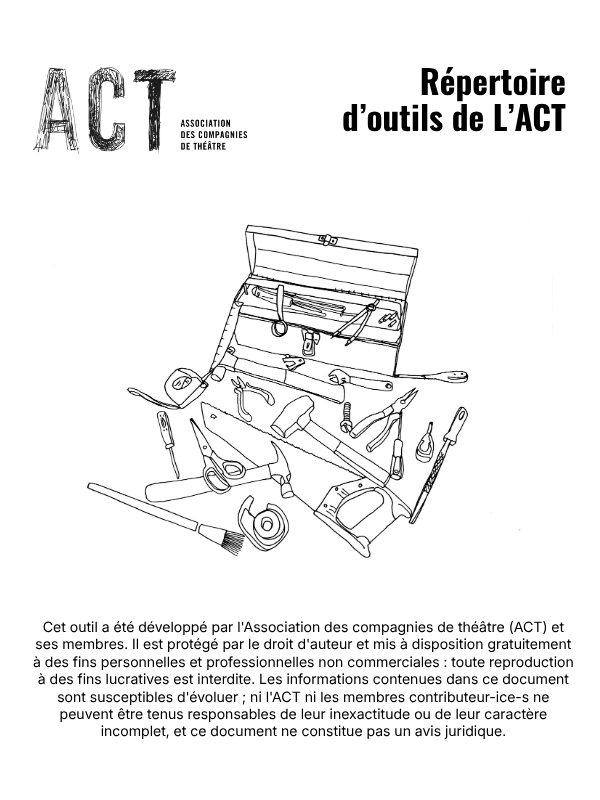 ACT
ASSOCIATION
DES COMPAGNIES
DE THÉÂTRE
Répertoire
d’outils de L’ACT
Cet outil a été développé par l'Association des compagnies de théâtre (ACT) et
ses membres. Il est protégé par le droit d'auteur et mis à disposition gratuitement
à des fins personnelles et professionnelles non commerciales : toute reproduction
à des fins lucratives est interdite. Les informations contenues dans ce document
sont susceptibles d'évoluer ; ni l'ACT ni les membres contributeur-ice-s ne
peuvent être tenus responsables de leur inexactitude ou de leur caractère
incomplet, et ce document ne constitue pas un avis juridique.